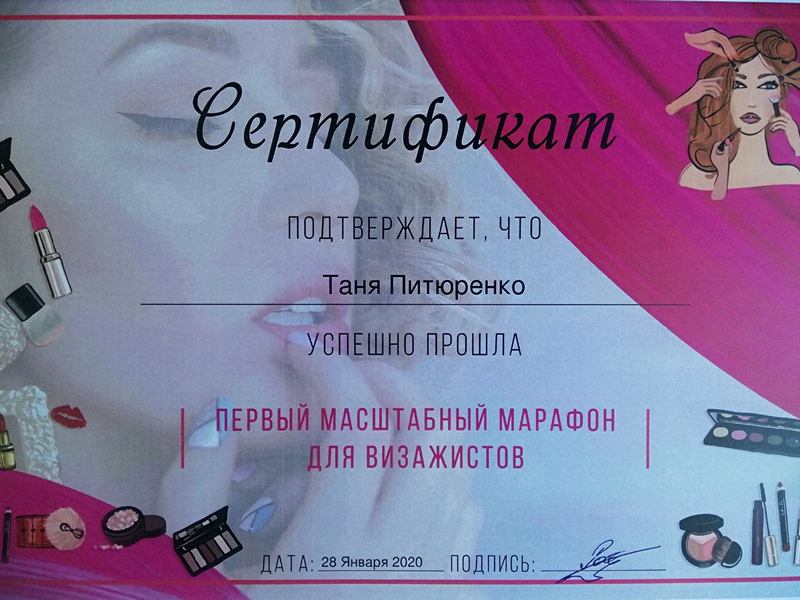 Сертификат
ПОДТВЕРЖДАЕТ, ЧТО
Таня Питюренко
УСПЕШНО ПРОШЛА
ПЕРВЫЙ МАСШТАБНЫЙ МАРАФОН
ДЛЯ ВИЗАЖИСТОВ
ДАТА: 28 Января 2020 ПОДПИСЬ: